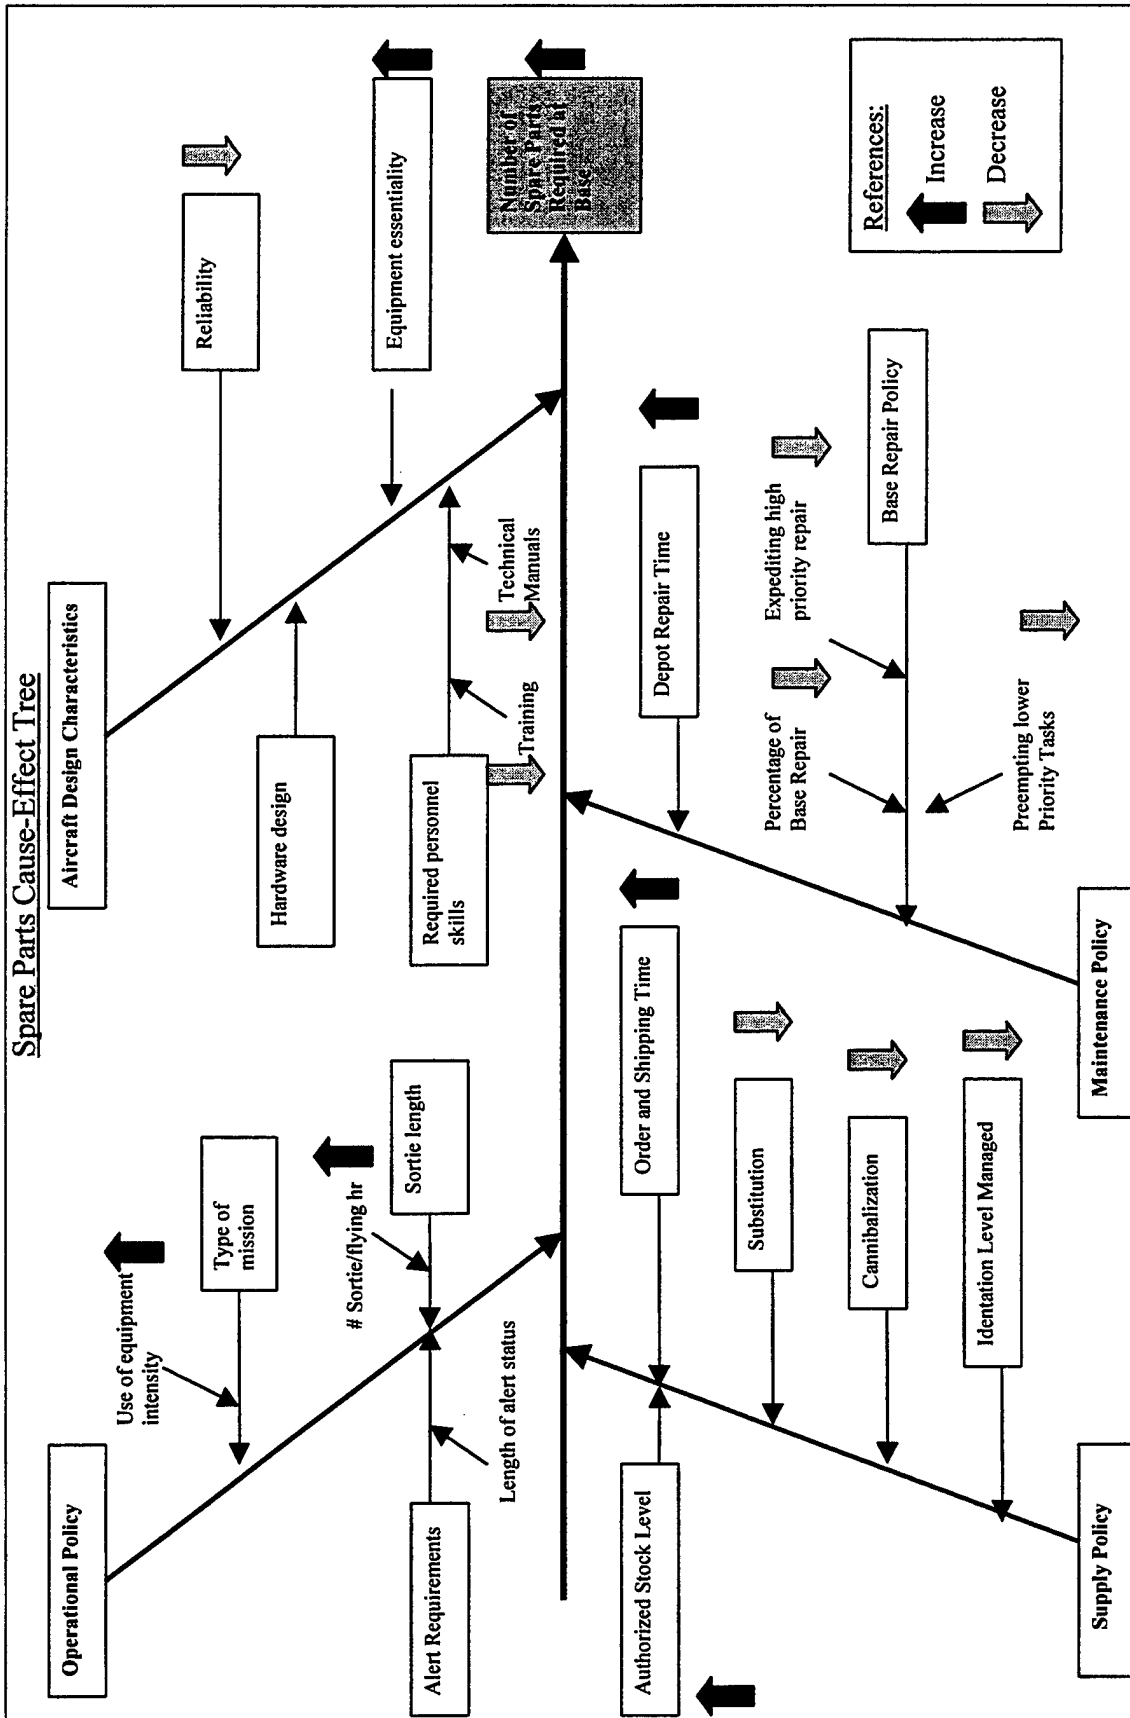 Spare Parts Cause-Effect Tree
Operational Policy
Aircraft Design Characteristics
Use of equipment
intensity
Type of
mission
Reliability
Hardware design
# Sortie/flying hr
Sortie length
Alert Requirements
Length of alert status
Equipment essentiality
Required personnel
skills
Training
Technical
Manuals
Number of
Spare Parts
Required at
Base
Authorized Stock Level
Order and Shipping Time
Depot Repair Time
Substitution
Cannibalization
Identation Level Managed
Percentage of
Base Repair
Expediting high
priority repair
Base Repair Policy
Preempting lower
Priority Tasks
Supply Policy
Maintenance Policy
References:
Increase
Decrease